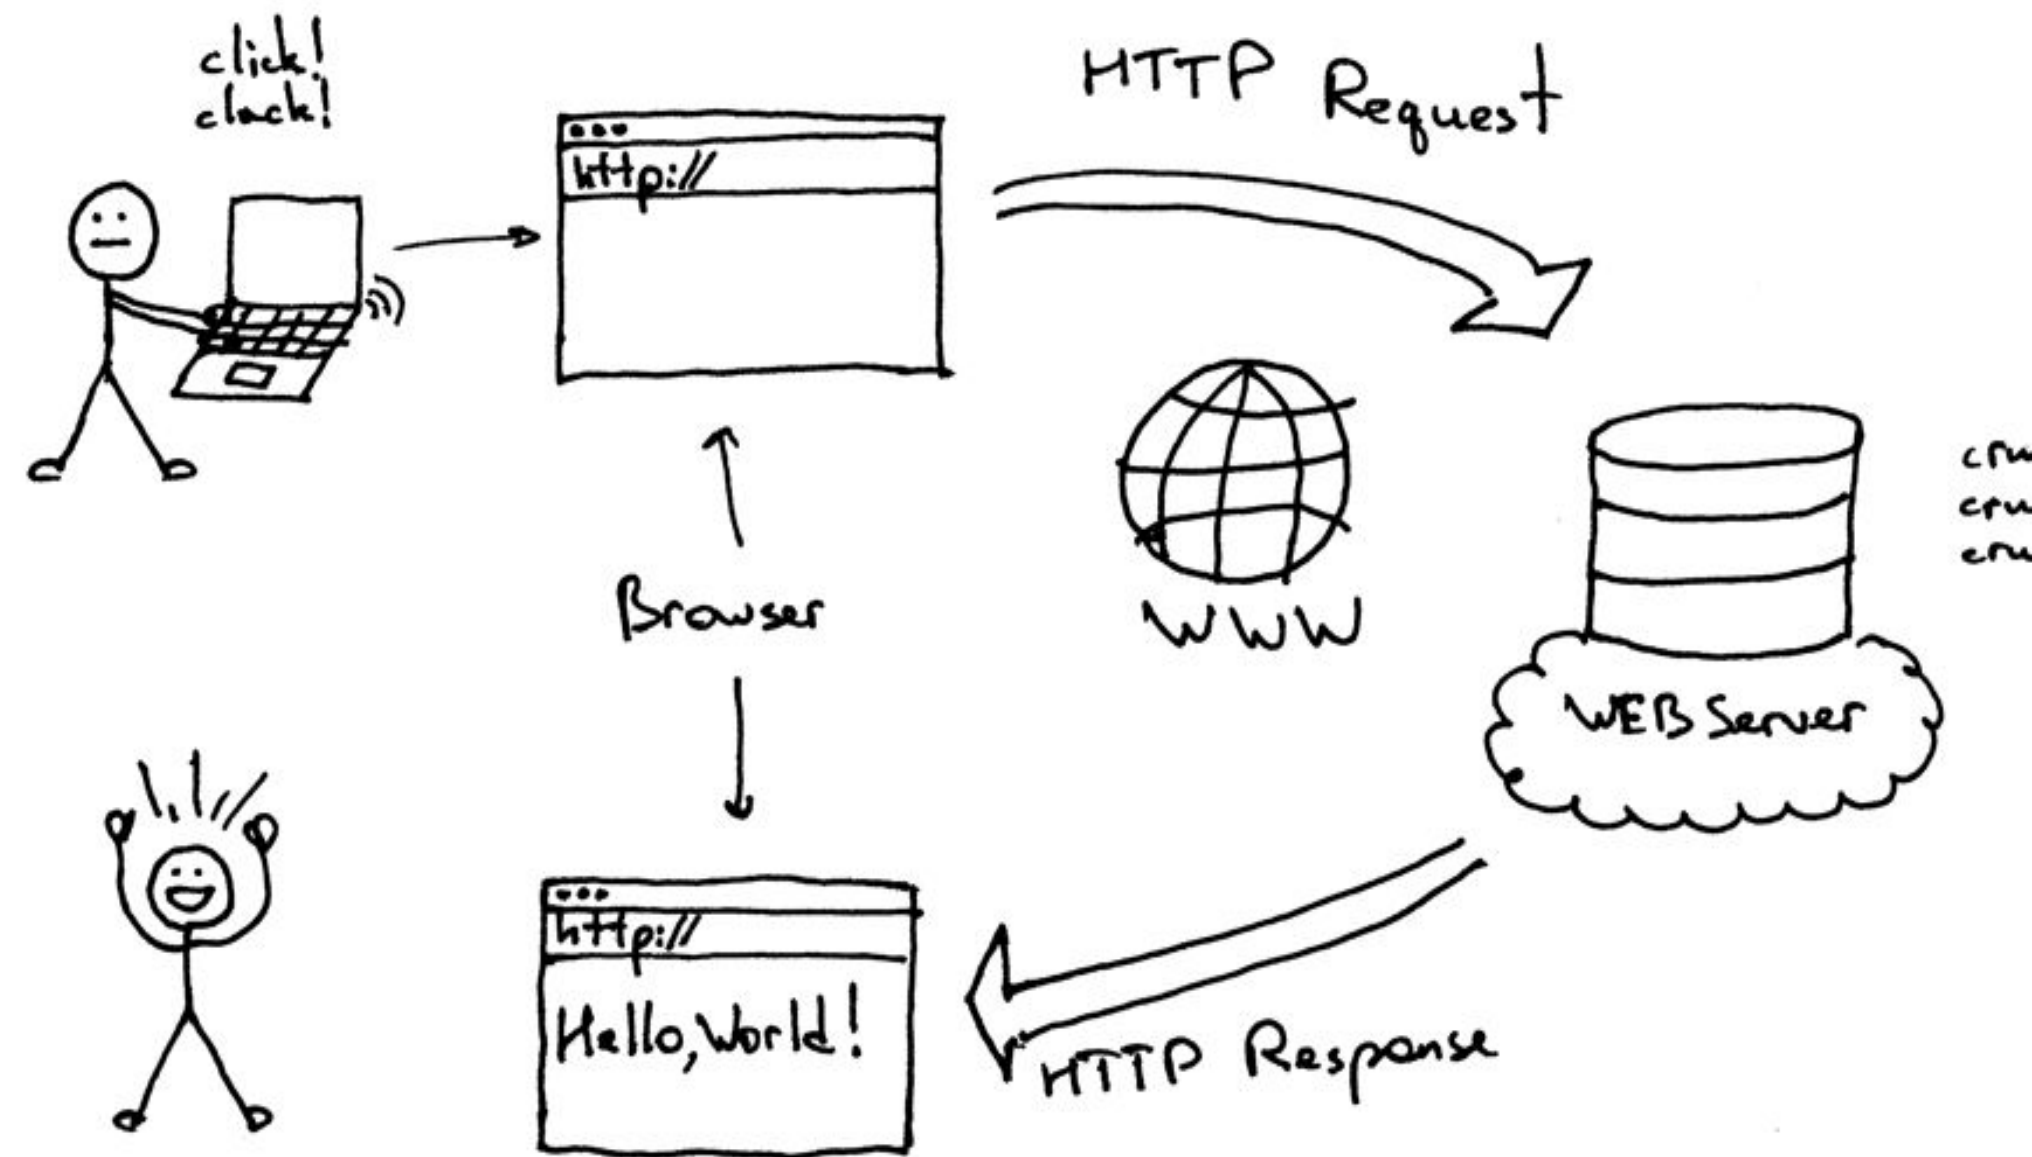 click!
clack!
HTTP Request
http://
Browser
WWW
WEB Server
http://
Hello, World!
HTTP Response